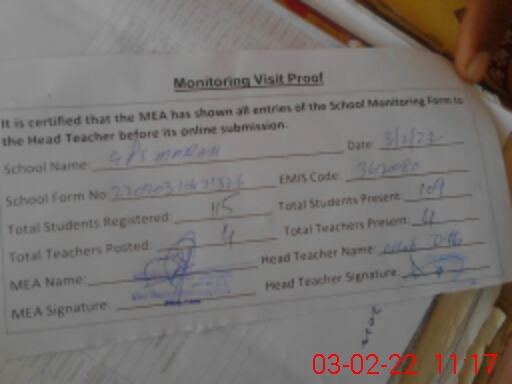 Monitoring Visit Proof
It is certified that the MEA has shown all entries of the School Monitoring Form to
the Head Teacher before its online submission.
School Name: GPS MARAH Date: 3/2/22
School Form No: EMIS Code:
Total Students Registered: 115 Total Students Present: 109
Total Teachers Posted: 4 Total Teachers Present: 4
MEA Name: Head Teacher Name:
MEA Signature: Head Teacher Signature:
03-02-22 11:17